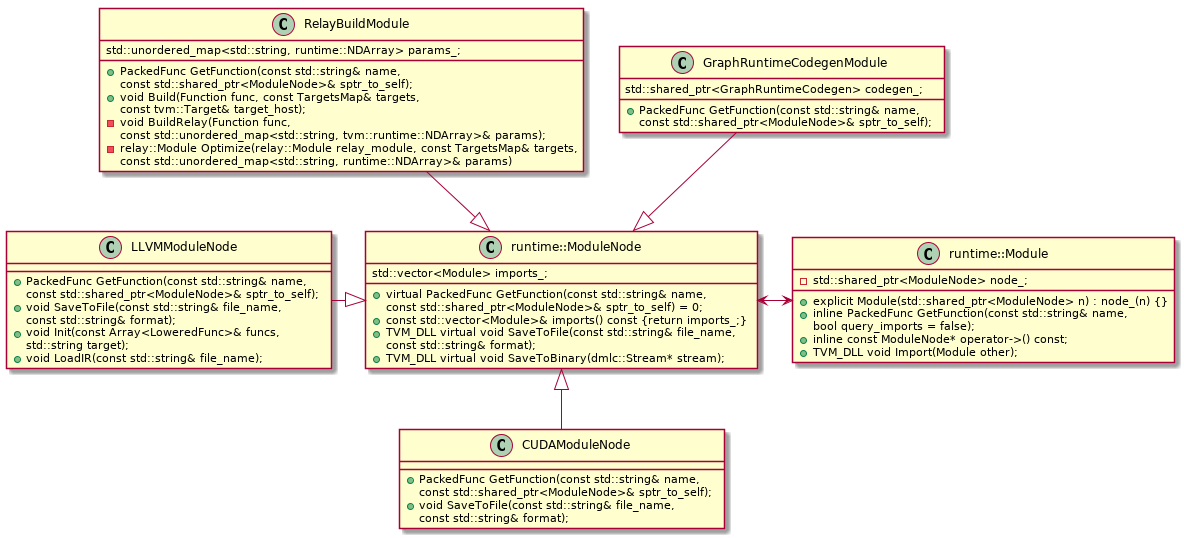 C RelayBuildModule
std::unordered_map<std::string, runtime::NDArray> params_;
PackedFunc GetFunction(const std::string& name,
const std::shared_ptr<ModuleNode>& sptr_to_self);
void Build(Function func, const TargetsMap& targets,
const tvm::Target& target_host);
void BuildRelay(Function func,
const std::unordered_map<std::string, tvm::runtime::NDArray>& params);
relay::Module Optimize(relay::Module relay_module, const TargetsMap& targets,
const std::unordered_map<std::string, runtime::NDArray>& params)
C GraphRuntimeCodegenModule
std::shared_ptr<GraphRuntimeCodegen> codegen_;
PackedFunc GetFunction(const std::string& name,
const std::shared_ptr<ModuleNode>& sptr_to_self);
C LLVMModuleNode
PackedFunc GetFunction(const std::string& name,
const std::shared_ptr<ModuleNode>& sptr_to_self);
void SaveToFile(const std::string& file_name,
const std::string& format);
void Init(const Array<LoweredFunc>& funcs,
std::string target);
void LoadIR(const std::string& file_name);
C runtime::ModuleNode
std::vector<Module> imports_;
virtual PackedFunc GetFunction(const std::string& name,
const std::shared_ptr<ModuleNode>& sptr_to_self) = 0;
const std::vector<Module>& imports() const {return imports_;}
TVM_DLL virtual void SaveToFile(const std::string& file_name,
const std::string& format);
TVM_DLL virtual void SaveToBinary(dmlc::Stream* stream);
C runtime::Module
std::shared_ptr<ModuleNode> node_;
explicit Module(std::shared_ptr<ModuleNode> n) : node_(n) {}
inline PackedFunc GetFunction(const std::string& name,
bool query_imports = false);
inline const ModuleNode* operator->() const;
TVM_DLL void Import(Module other);
C CUDAModuleNode
PackedFunc GetFunction(const std::string& name,
const std::shared_ptr<ModuleNode>& sptr_to_self);
void SaveToFile(const std::string& file_name,
const std::string& format);